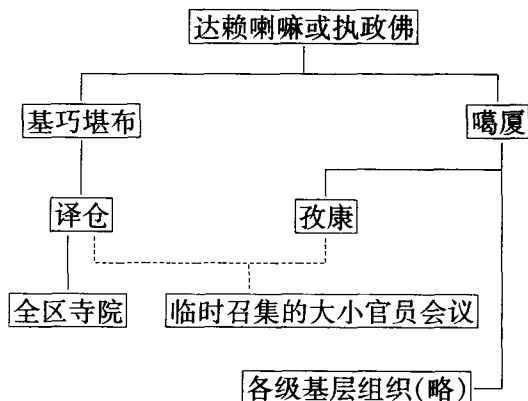 达赖喇嘛或执政佛
基巧堪布
噶厦
译仓
孜康
全区寺院
临时召集的大小官员会议
各级基层组织(略)